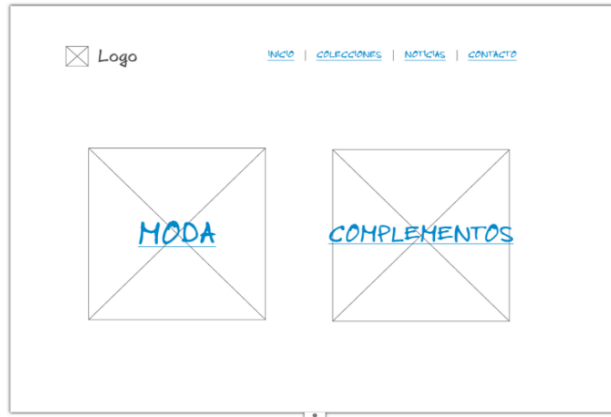 Logo
INICIO | COLECCIONES | NOTICIAS | CONTACTO
MODA
COMPLEMENTOS